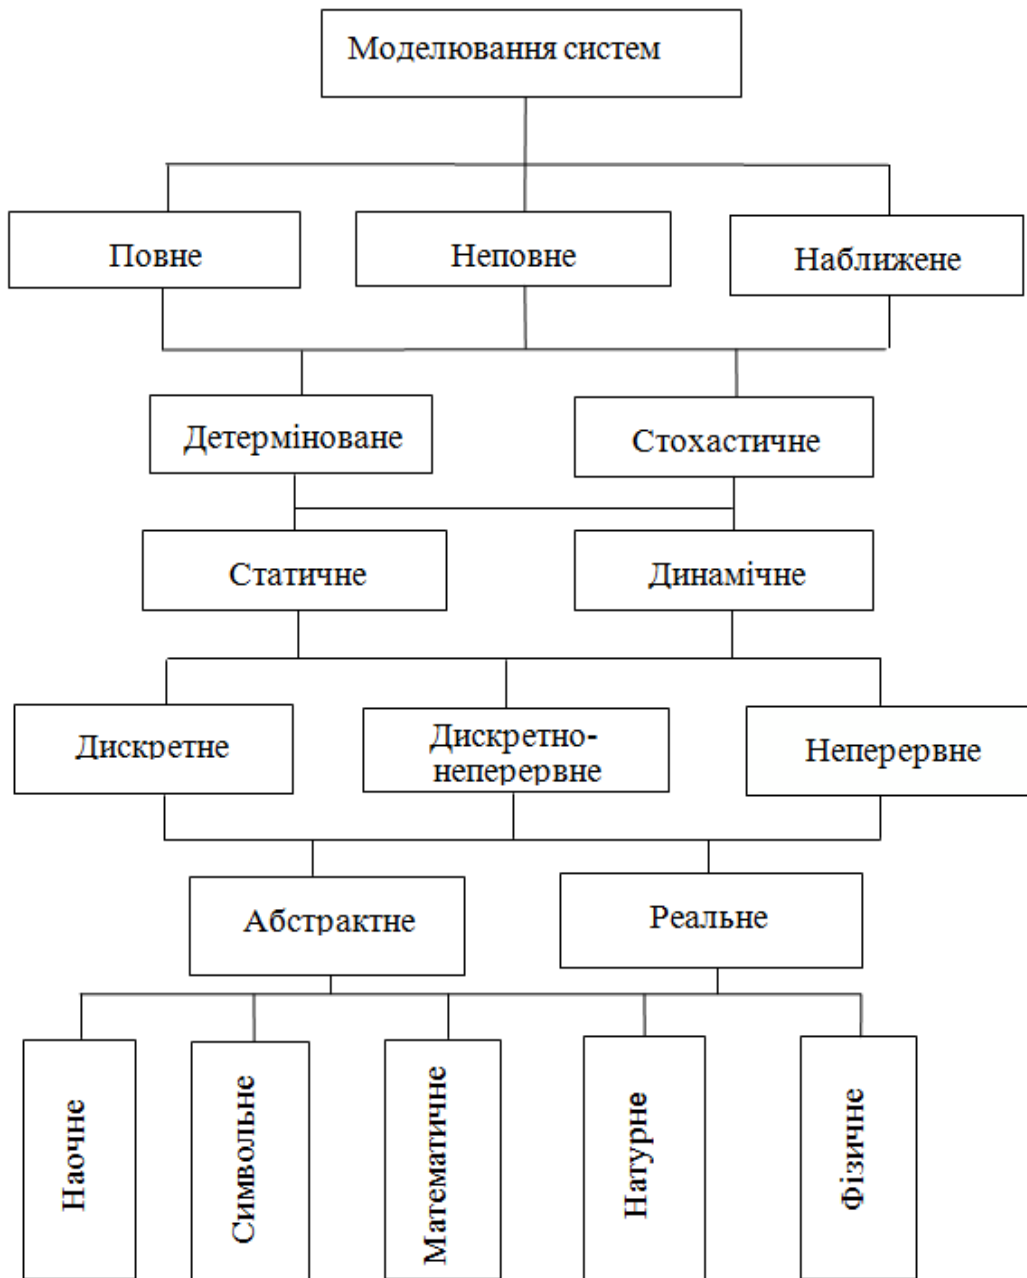 Моделювання систем
Повне
Неповне
Наближене
Детерміноване
Стохастичне
Статичне
Динамічне
Дискретне
Дискретно-
неперервне
Неперервне
Абстрактне
Реальне
Наочне
Символьне
Математичне
Натурне
Фізичне